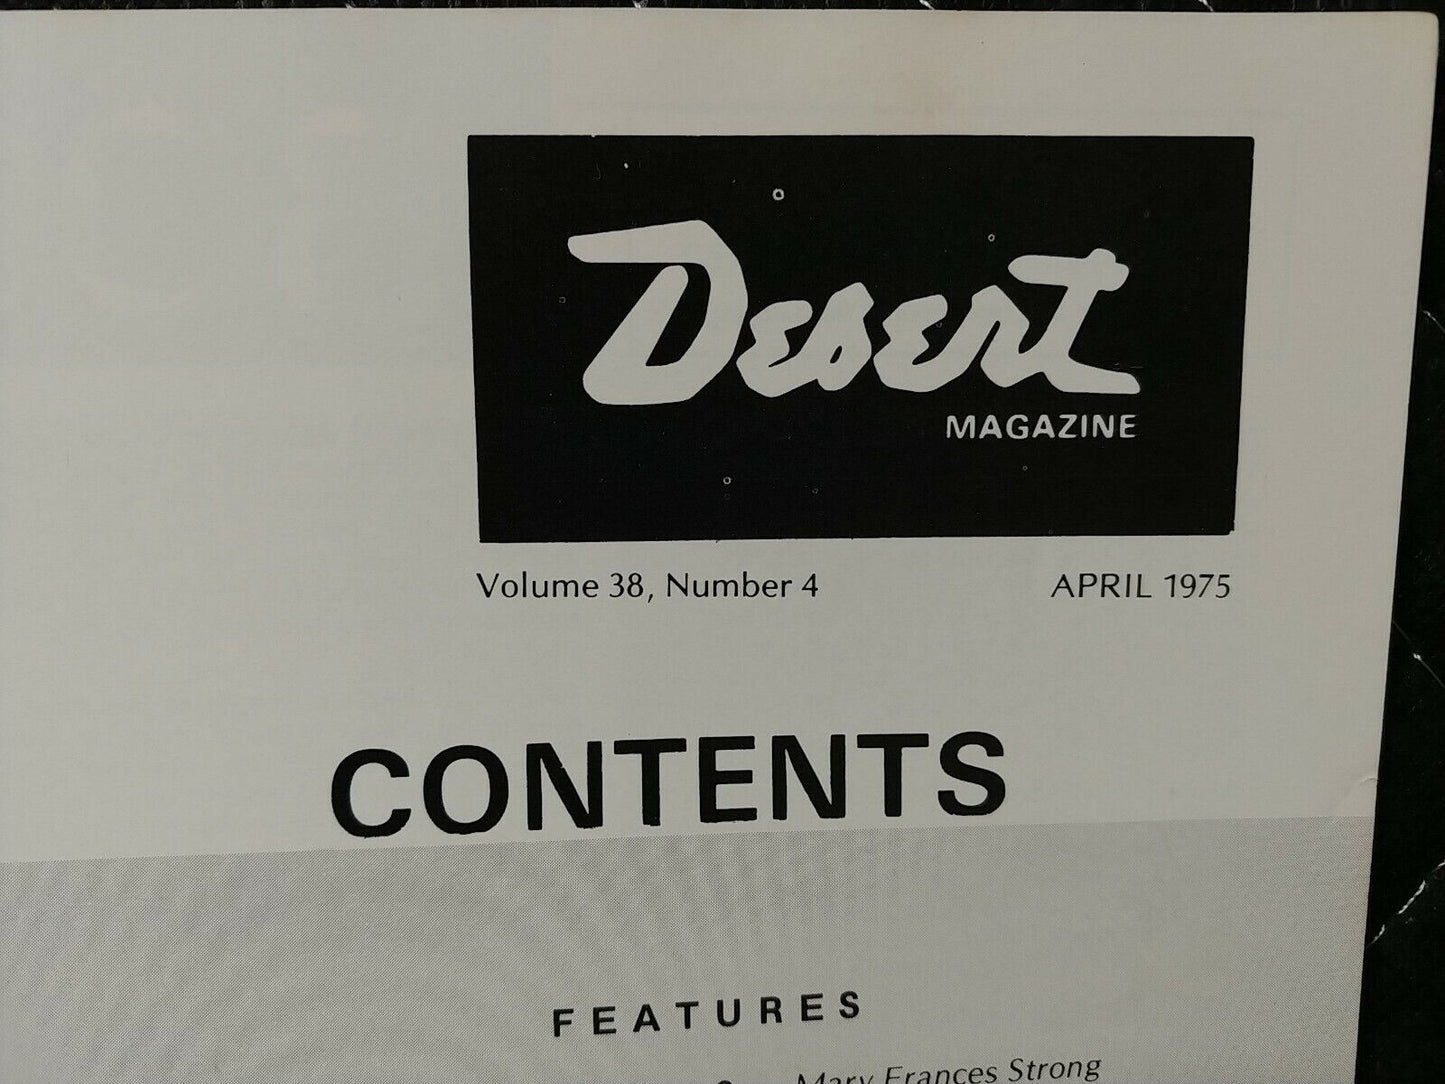 Desert
MAGAZINE
Volume 38, Number 4 APRIL 1975
CONTENTS
FEATURES
Mary Frances Strong